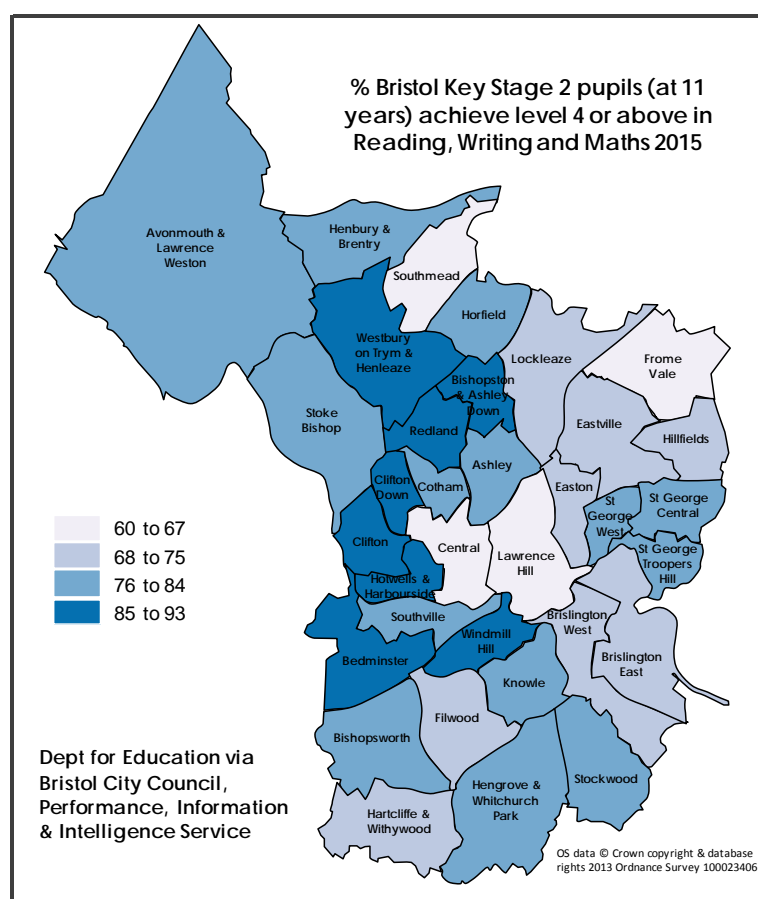 % Bristol Key Stage 2 pupils (at 11
years) achieve level 4 or above in
Reading, Writing and Maths 2015
Avonmouth &
Lawrence
Weston
Henbury &
Brentry
Southmead
Horfield
Westbury
on Trym &
Henleaze
Lockleaze
Frome
Vale
Bishopston
& Ashley
Down
Stoke
Bishop
Redland
Eastville
Hillfields
Ashley
Clifton
Down
Cotham
Easton
St
George
West
St George
Central
60 to 67
68 to 75
76 to 84
85 to 93
Clifton
Central
Lawrence
Hill
St George
Troopers
Hill
Hotwells &
Harbourside
Southville
Brislington
West
Windmill
Hill
Bedminster
Brislington
East
Knowle
Filwood
Bishopsworth
Stockwood
Hengrove &
Whitchurch
Park
Hartcliffe &
Withywood
Dept for Education via
Bristol City Council,
Performance, Information
& Intelligence Service
OS data © Crown copyright & database
rights 2013 Ordnance Survey 100023406